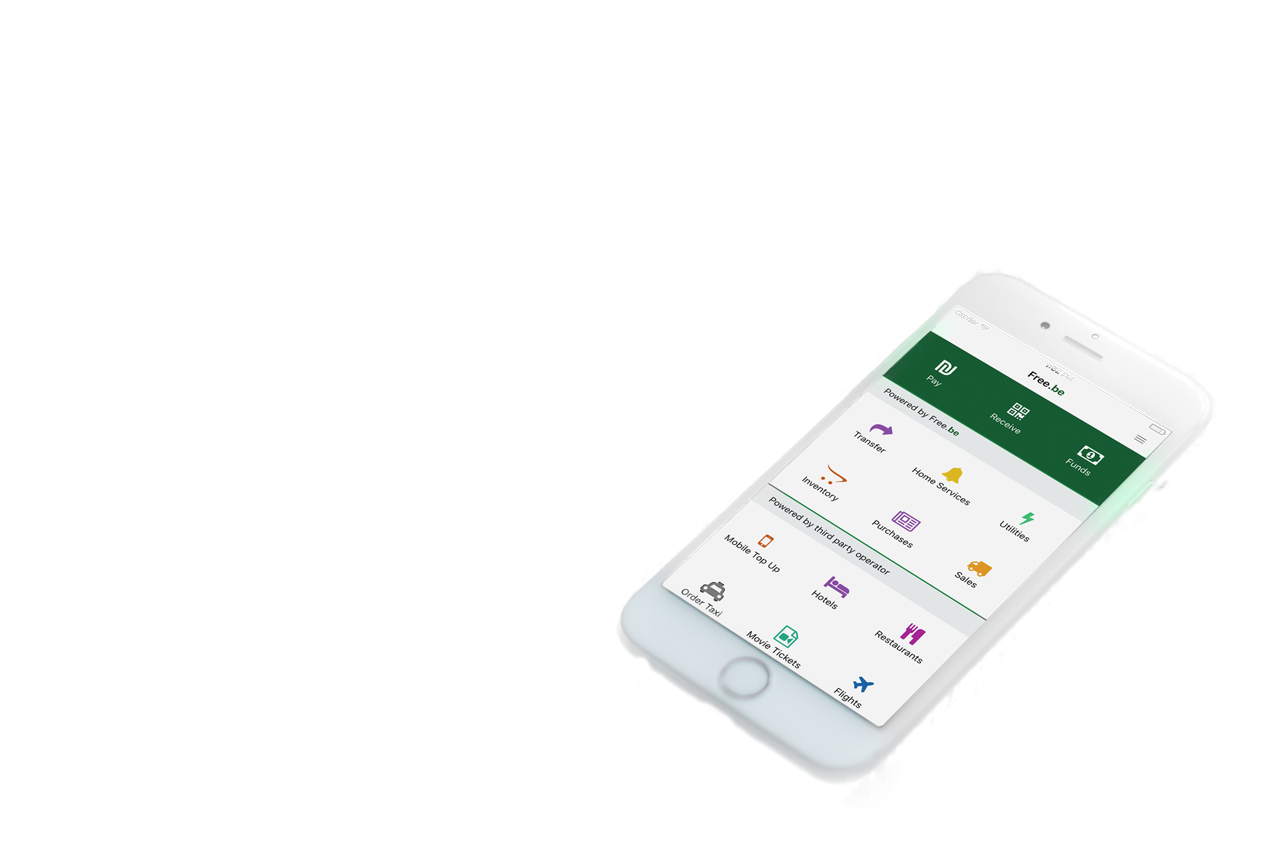 Carrier
Free.be
Pay
Receive
Funds
Powered by Free.be
Transfer
Home Services
Utilities
Inventory
Purchases
Sales
Powered by third party operator
Mobile Top Up
Hotels
Restaurants
Order Taxi
Movie Tickets
Flights